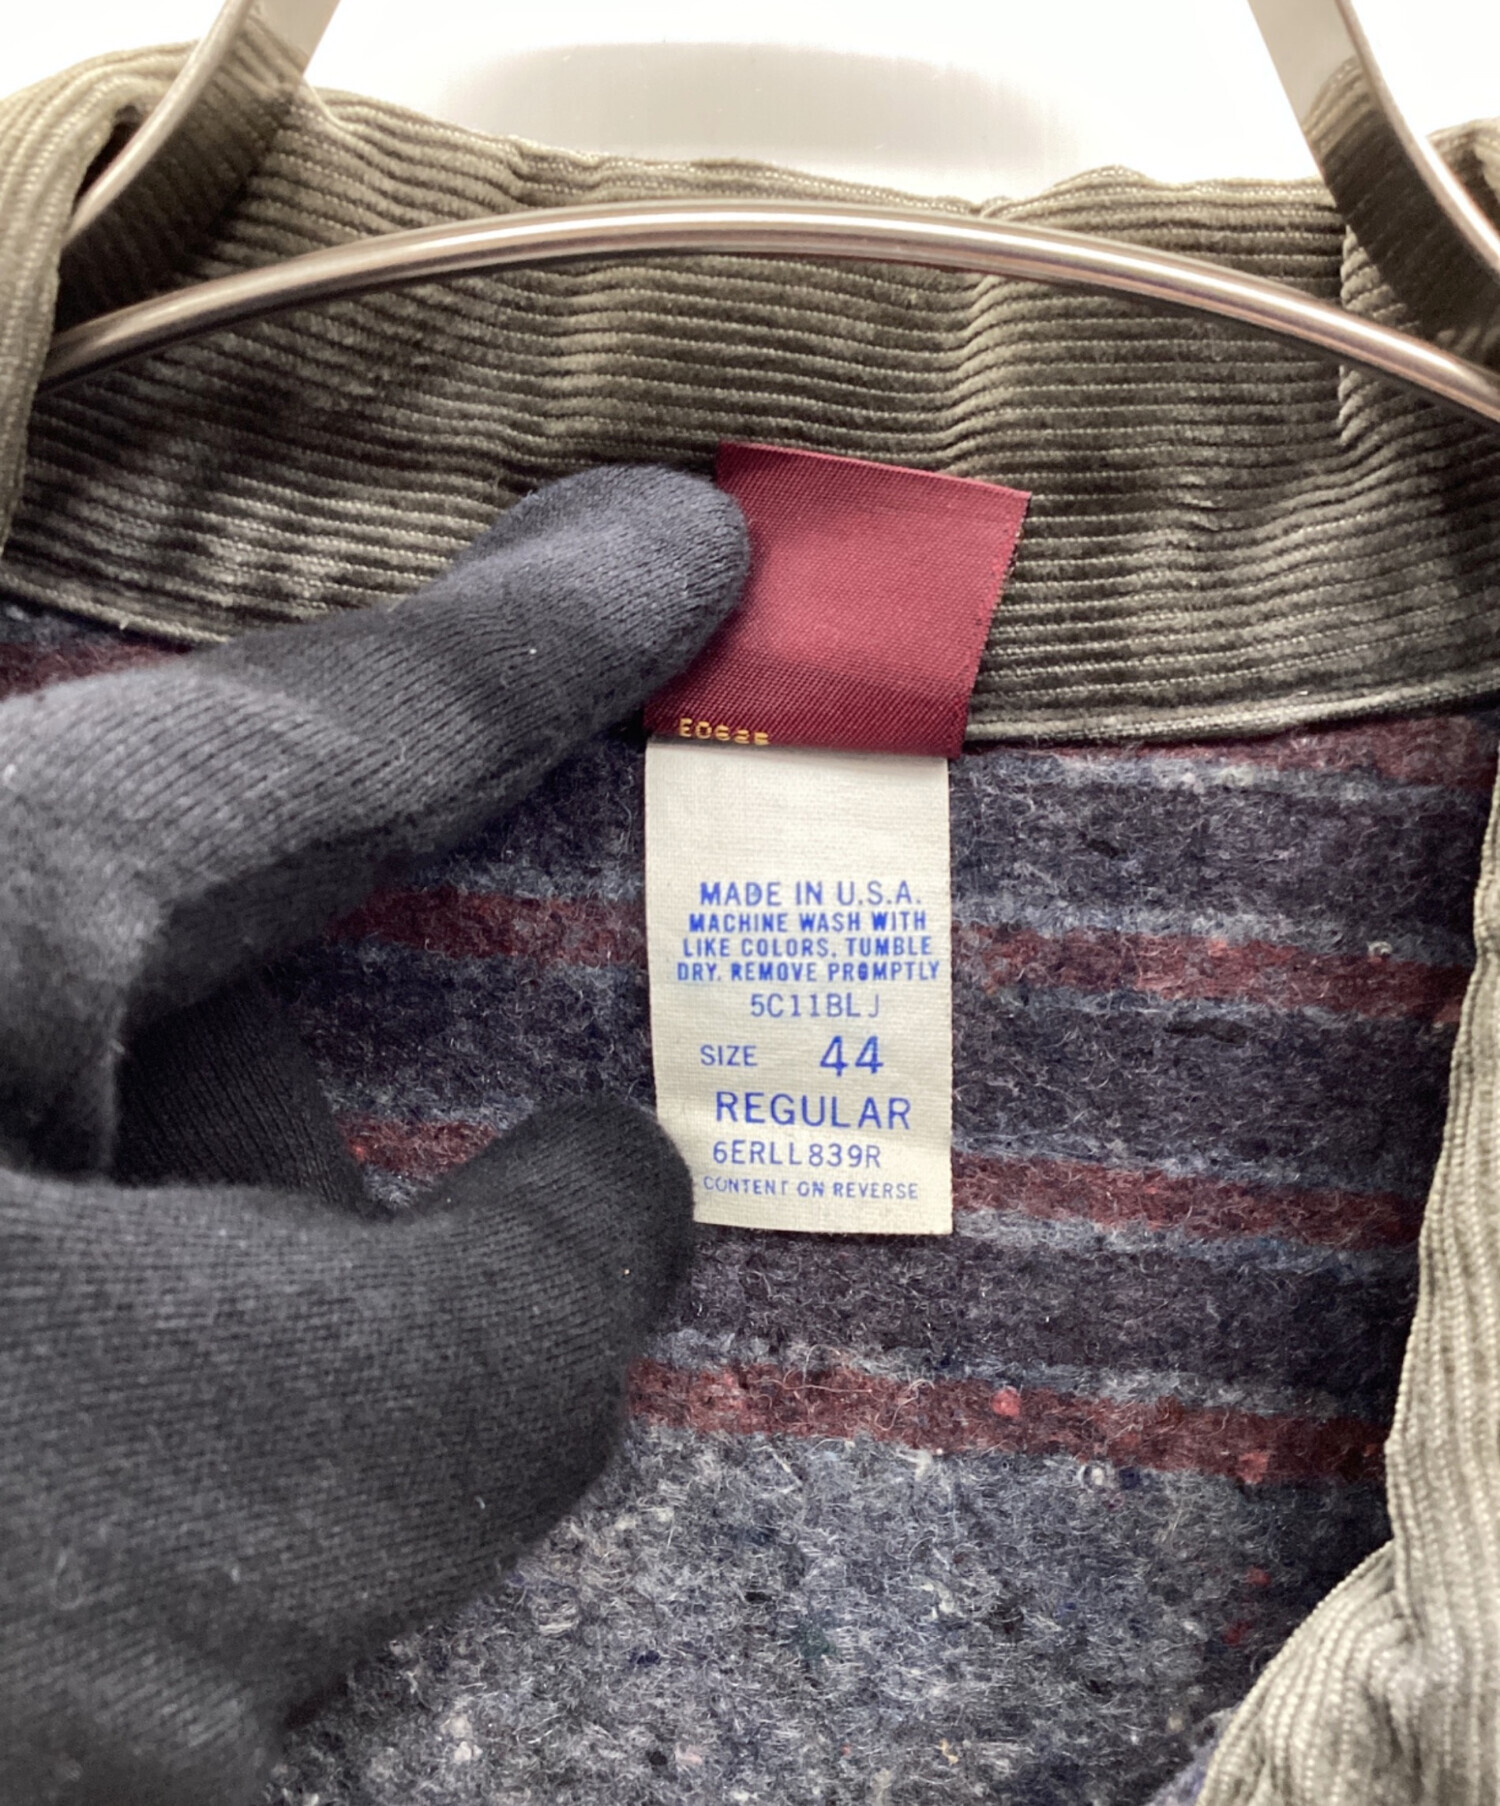 E0625
MADE IN U.S.A.
MACHINE WASH WITH
LIKE COLORS, TUMBLE
DRY. REMOVE PROMPTLY
5C11BLJ
SIZE 44
REGULAR
6ERLL839R
CONTENT ON REVERSE